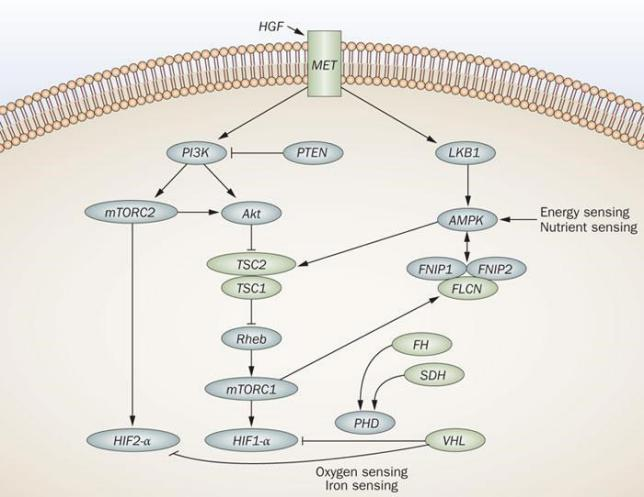 HGF
MET
PI3K
PTEN
LKB1
mTORC2
Akt
AMPK
Energy sensing
Nutrient sensing
TSC2
FNIP1
FNIP2
TSC1
FLCN
Rheb
FH
SDH
mTORC1
PHD
HIF2-α
HIF1-α
VHL
Oxygen sensing
Iron sensing